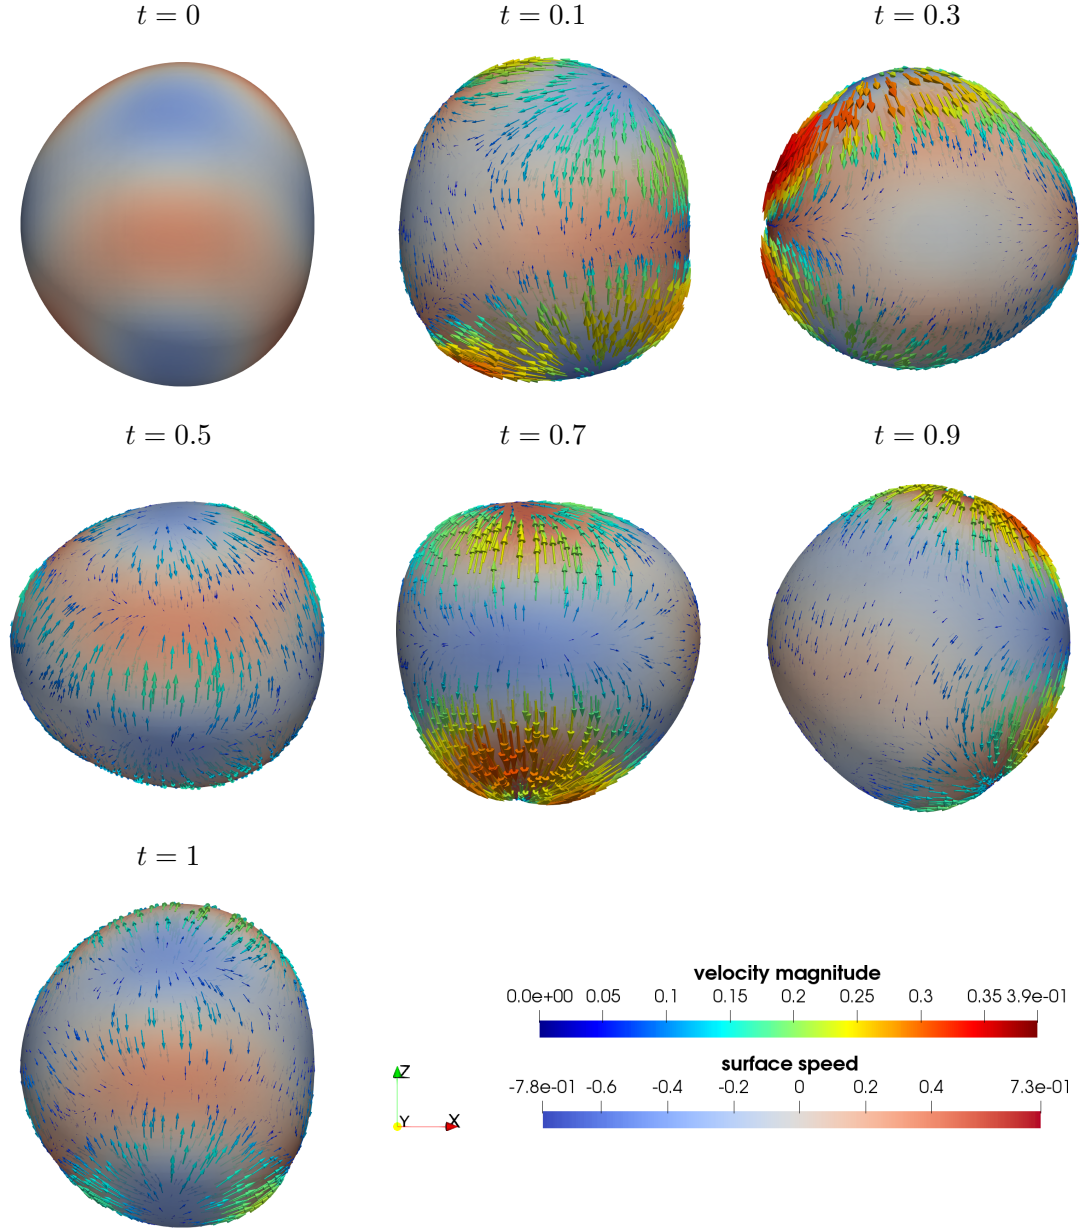 t = 0 t = 0.1 t = 0.3
t = 0.5 t = 0.7 t = 0.9
t = 1
velocity magnitude
0.0e+00 0.05 0.1 0.15 0.2 0.25 0.3 0.35 3.9e-01
surface speed
-7.8e-01 -0.6 -0.4 -0.2 0 0.2 0.4 7.3e-01
Z
Y X